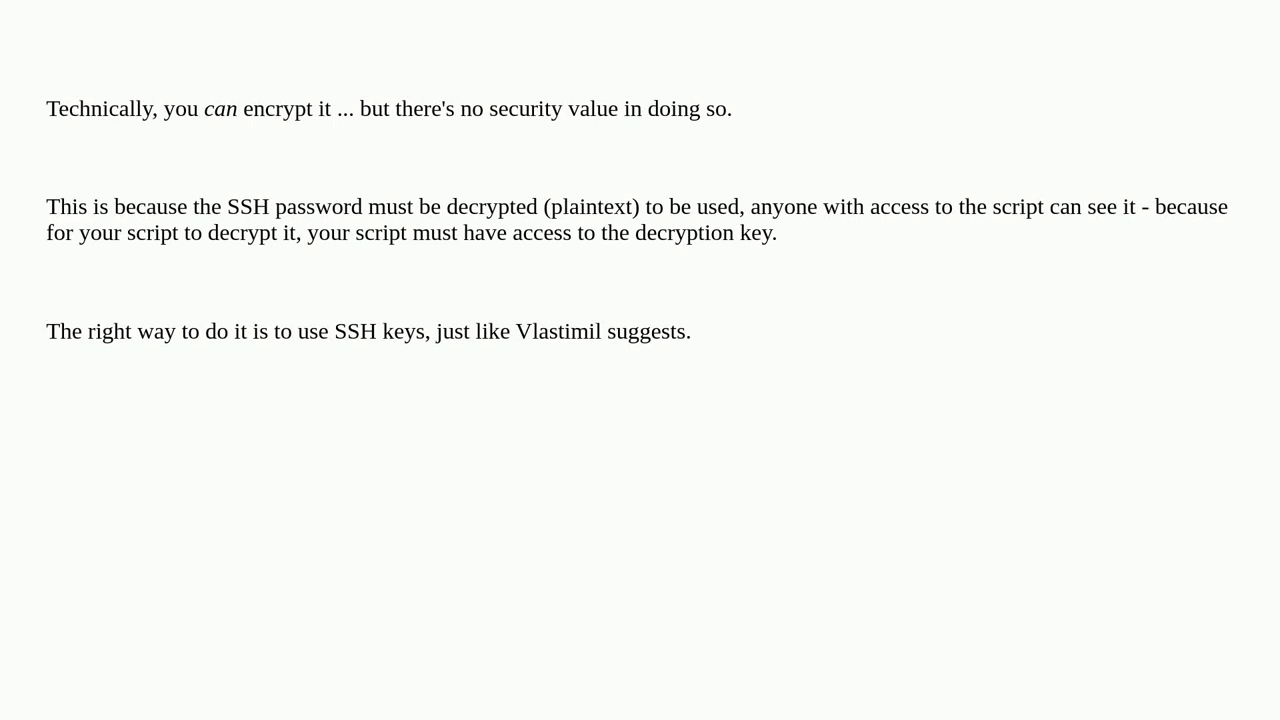 Technically, you can encrypt it ... but there's no security value in doing so.
This is because the SSH password must be decrypted (plaintext) to be used, anyone with access to the script can see it - because
for your script to decrypt it, your script must have access to the decryption key.
The right way to do it is to use SSH keys, just like Vlastimil suggests.